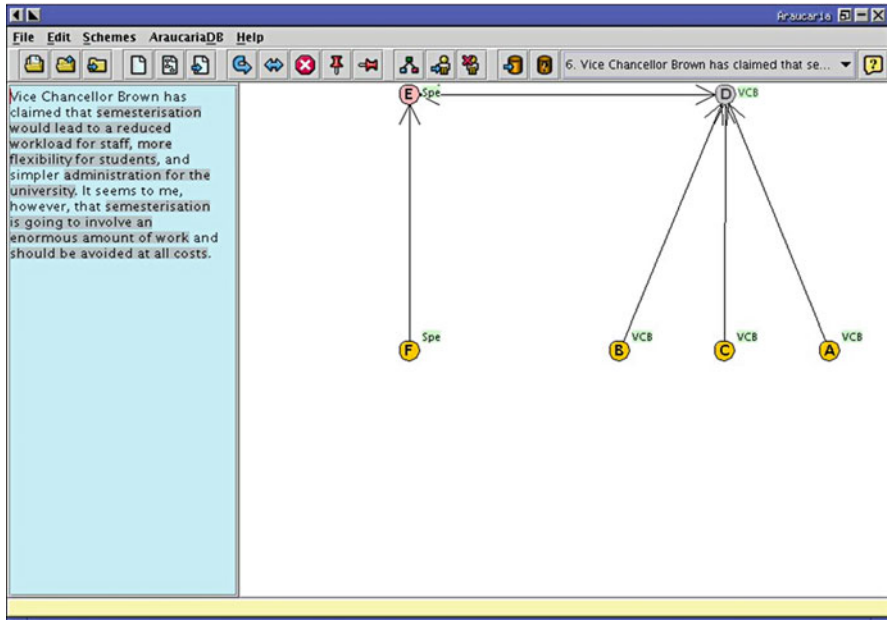 Araucaria
File Edit Schemes AraucariaDB Help
6. Vice Chancellor Brown has claimed that se...
?
Vice Chancellor Brown has
claimed that semesterisation
would lead to a reduced
workload for staff, more
flexibility for students, and
simpler administration for the
university. It seems to me,
however, that semesterisation
is going to involve an
enormous amount of work and
should be avoided at all costs.
E Spe D VCB
F Spe B VCB C VCB A VCB